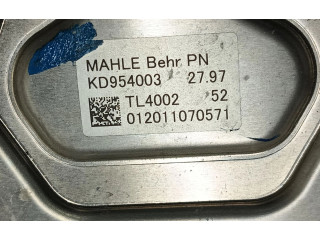 MAHLE Behr PN
KD954003 27.97
TL4002 52
012011070571